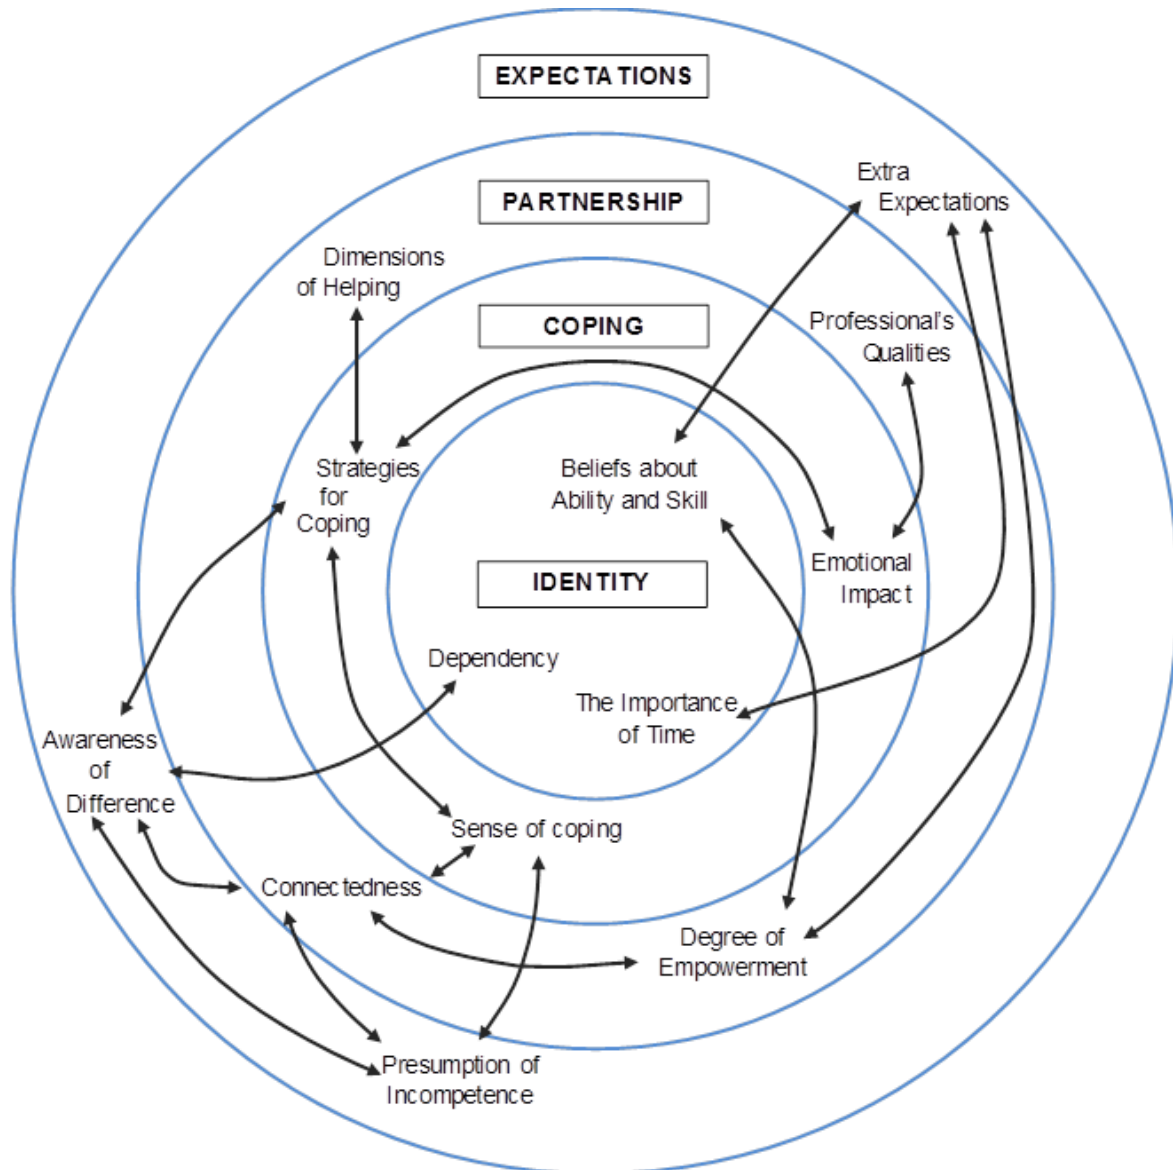 EXPECTATIONS
Extra
Expectations
PARTNERSHIP
Dimensions
of Helping
COPING
Professional's
Qualities
Strategies
for
Coping
Beliefs about
Ability and Skill
Emotional
Impact
IDENTITY
Dependency
The Importance
of Time
Awareness
of
Difference
Sense of coping
Connectedness
Degree of
Empowerment
Presumption of
Incompetence